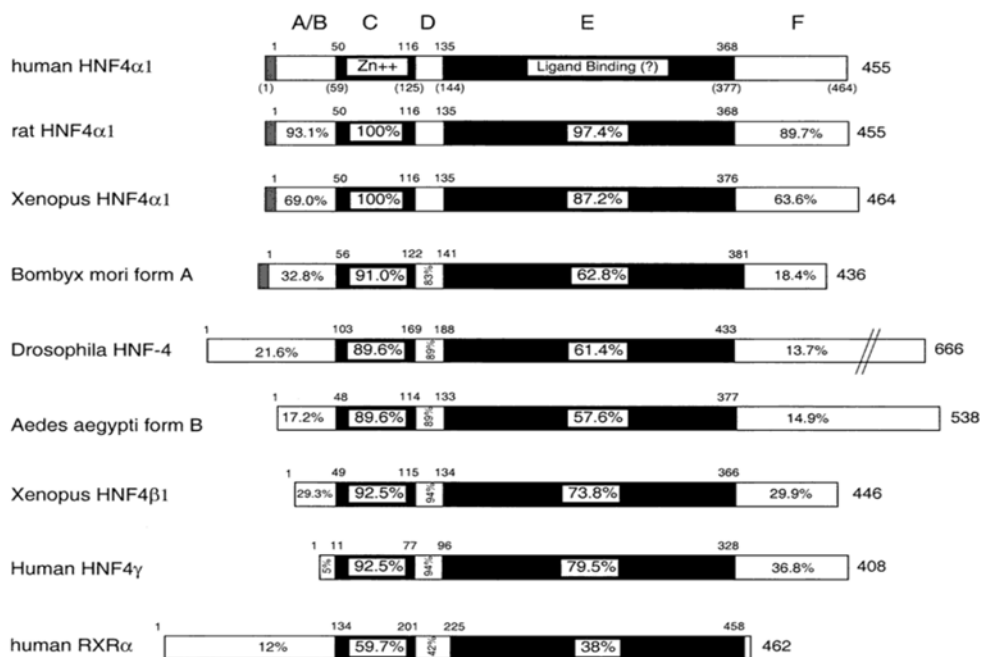 A/B C D E F
1 50 116 135 368
human HNF4α1 Zn++ Ligand Binding (?) 455
(1) (59) (125) (144) (377) (464)
1 50 116 135 368
rat HNF4α1 93.1% 100% 97.4% 89.7% 455
1 50 116 135 376
Xenopus HNF4α1 69.0% 100% 87.2% 63.6% 464
1 56 122 141 381
Bombyx mori form A 32.8% 91.0% 83% 62.8% 18.4% 436
1 103 169 188 433
Drosophila HNF-4 21.6% 89.6% 89% 61.4% 13.7% 666
1 48 114 133 377
Aedes aegypti form B 17.2% 89.6% 89% 57.6% 14.9% 538
1 49 115 134 366
Xenopus HNF4β1 29.3% 92.5% 94% 73.8% 29.9% 446
1 11 77 96 328
Human HNF4γ 5% 92.5% 94% 79.5% 36.8% 408
1 134 201 225 458
human RXRα 12% 59.7% 42% 38% 462